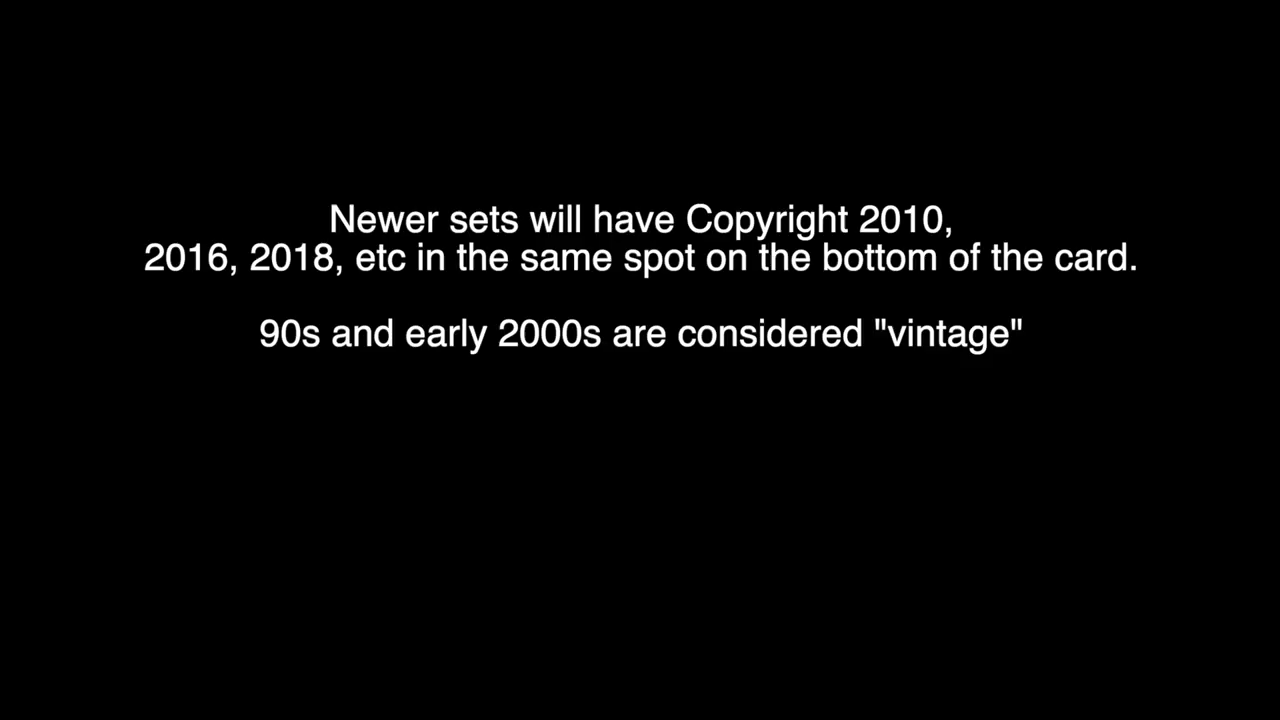 Newer sets will have Copyright 2010,
2016, 2018, etc in the same spot on the bottom of the card.
90s and early 2000s are considered "vintage"